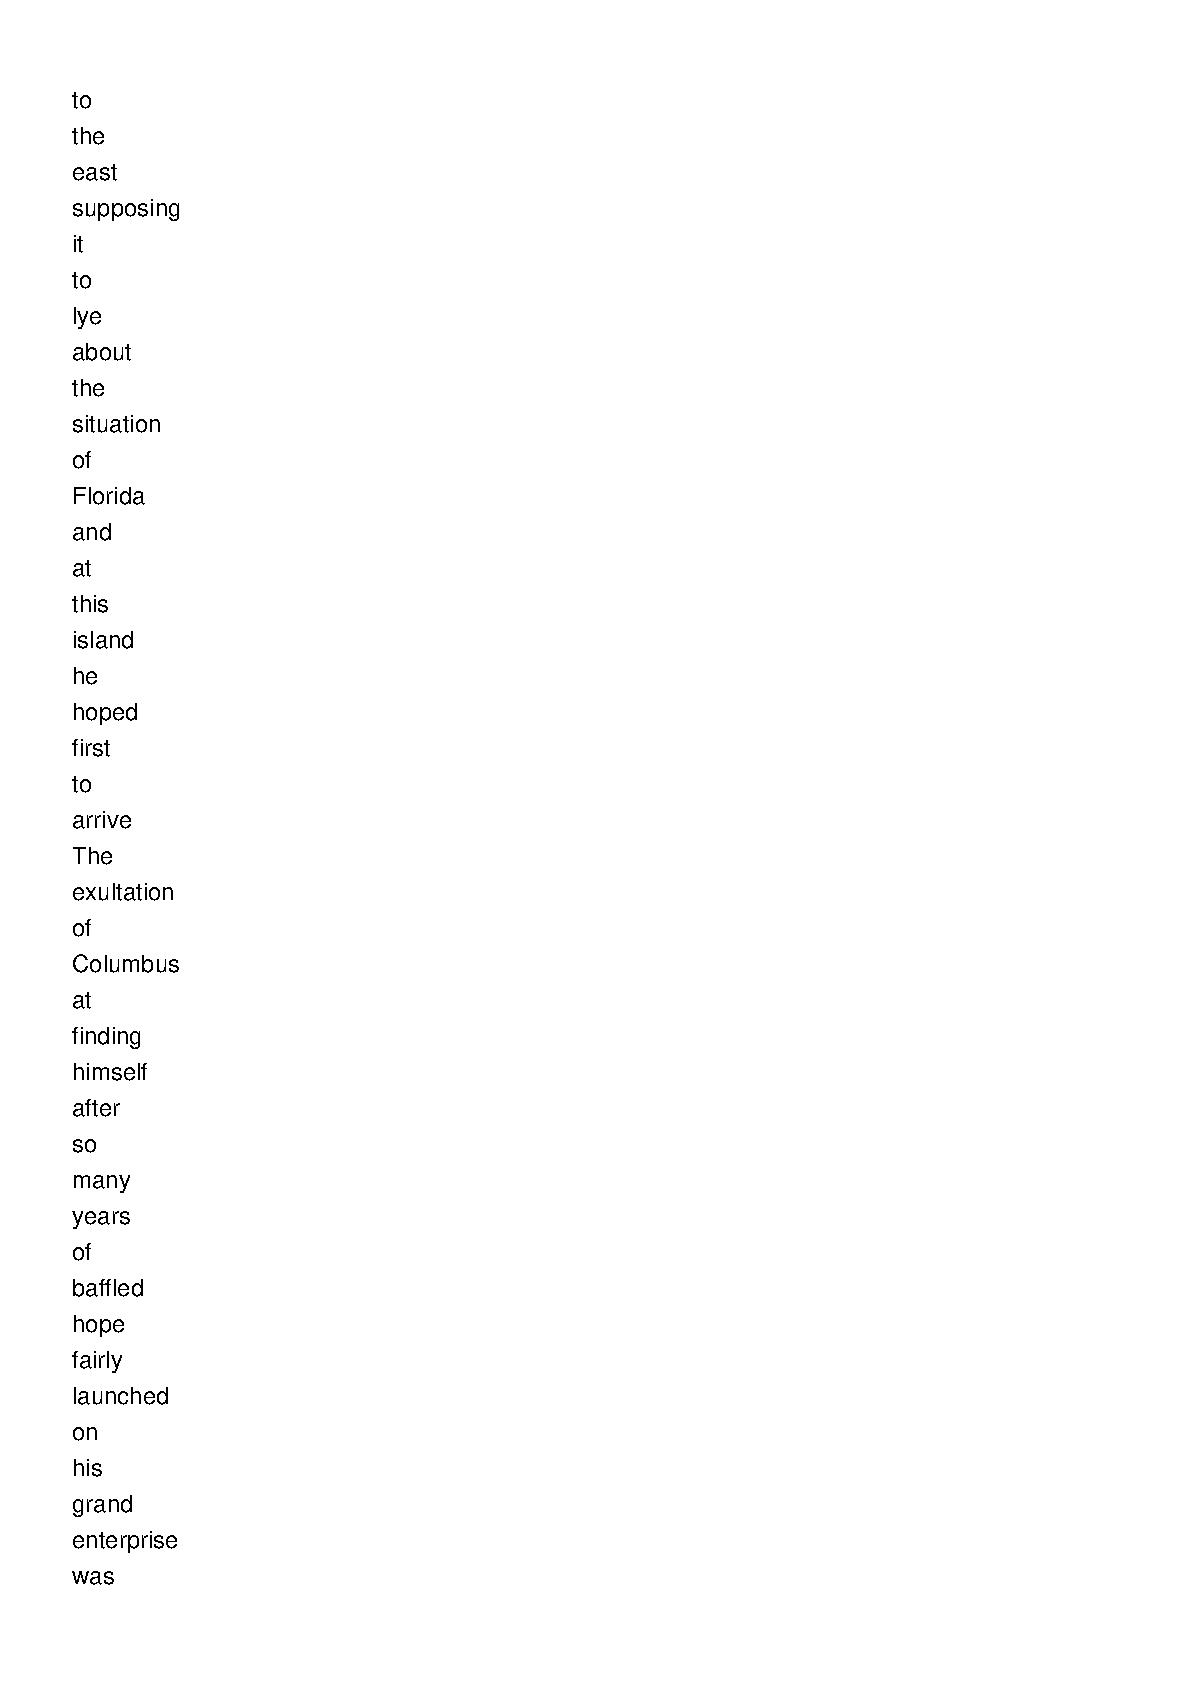 to
the
east
supposing
it
to
lye
about
the
situation
of
Florida
and
at
this
island
he
hoped
first
to
arrive
The
exultation
of
Columbus
at
finding
himself
after
so
many
years
of
baffled
hope
fairly
launched
on
his
grand
enterprise
was